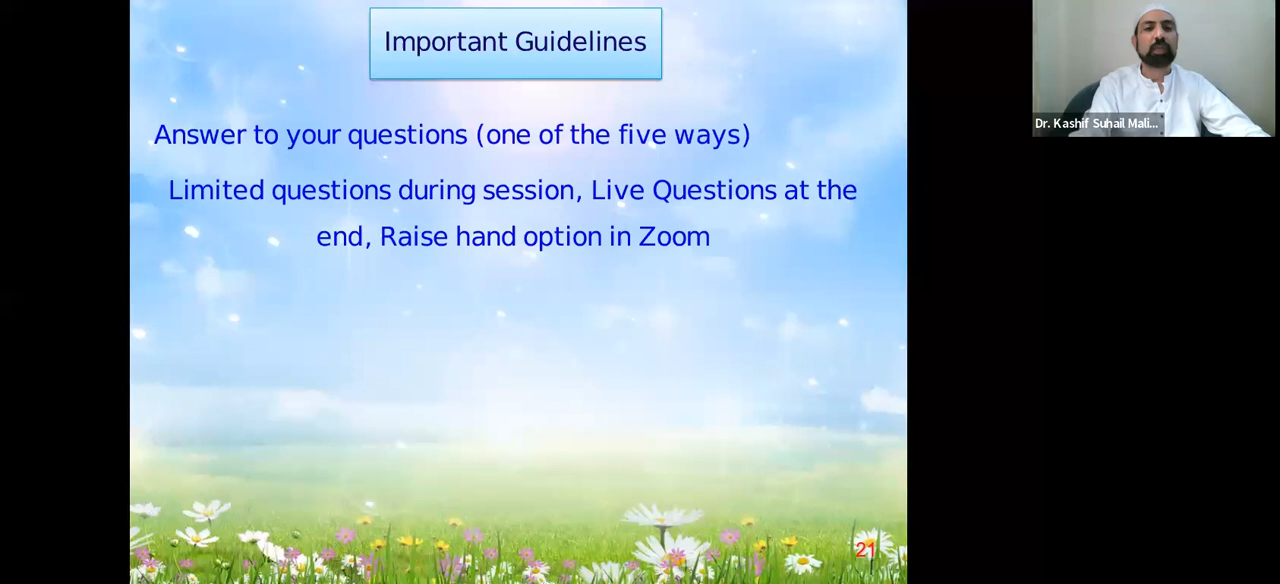 Important Guidelines
Answer to your questions (one of the five ways)
Limited questions during session, Live Questions at the
end, Raise hand option in Zoom
Dr. Kashif Suhail Mali...
21